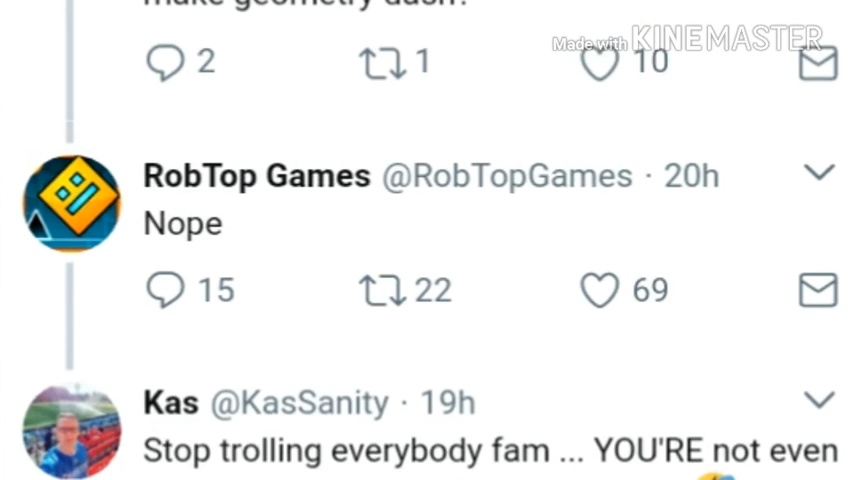 make geometry dash?
Made with KINEMASTER
2 1 10
RobTop Games @RobTopGames · 20h
Nope
15 22 69
Kas @KasSanity · 19h
Stop trolling everybody fam ... YOU'RE not even